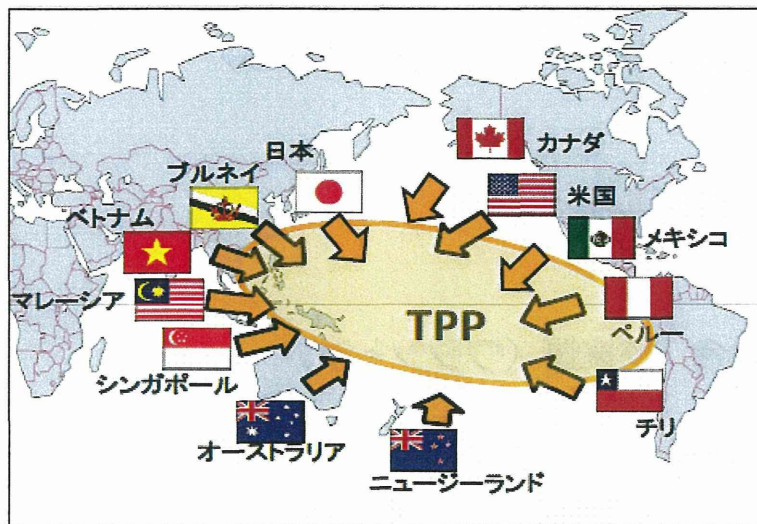 カナダ
日本
ブルネイ
米国
ベトナム
メキシコ
マレーシア
TPP
ペルー
シンガポール
チリ
オーストラリア
ニュージーランド